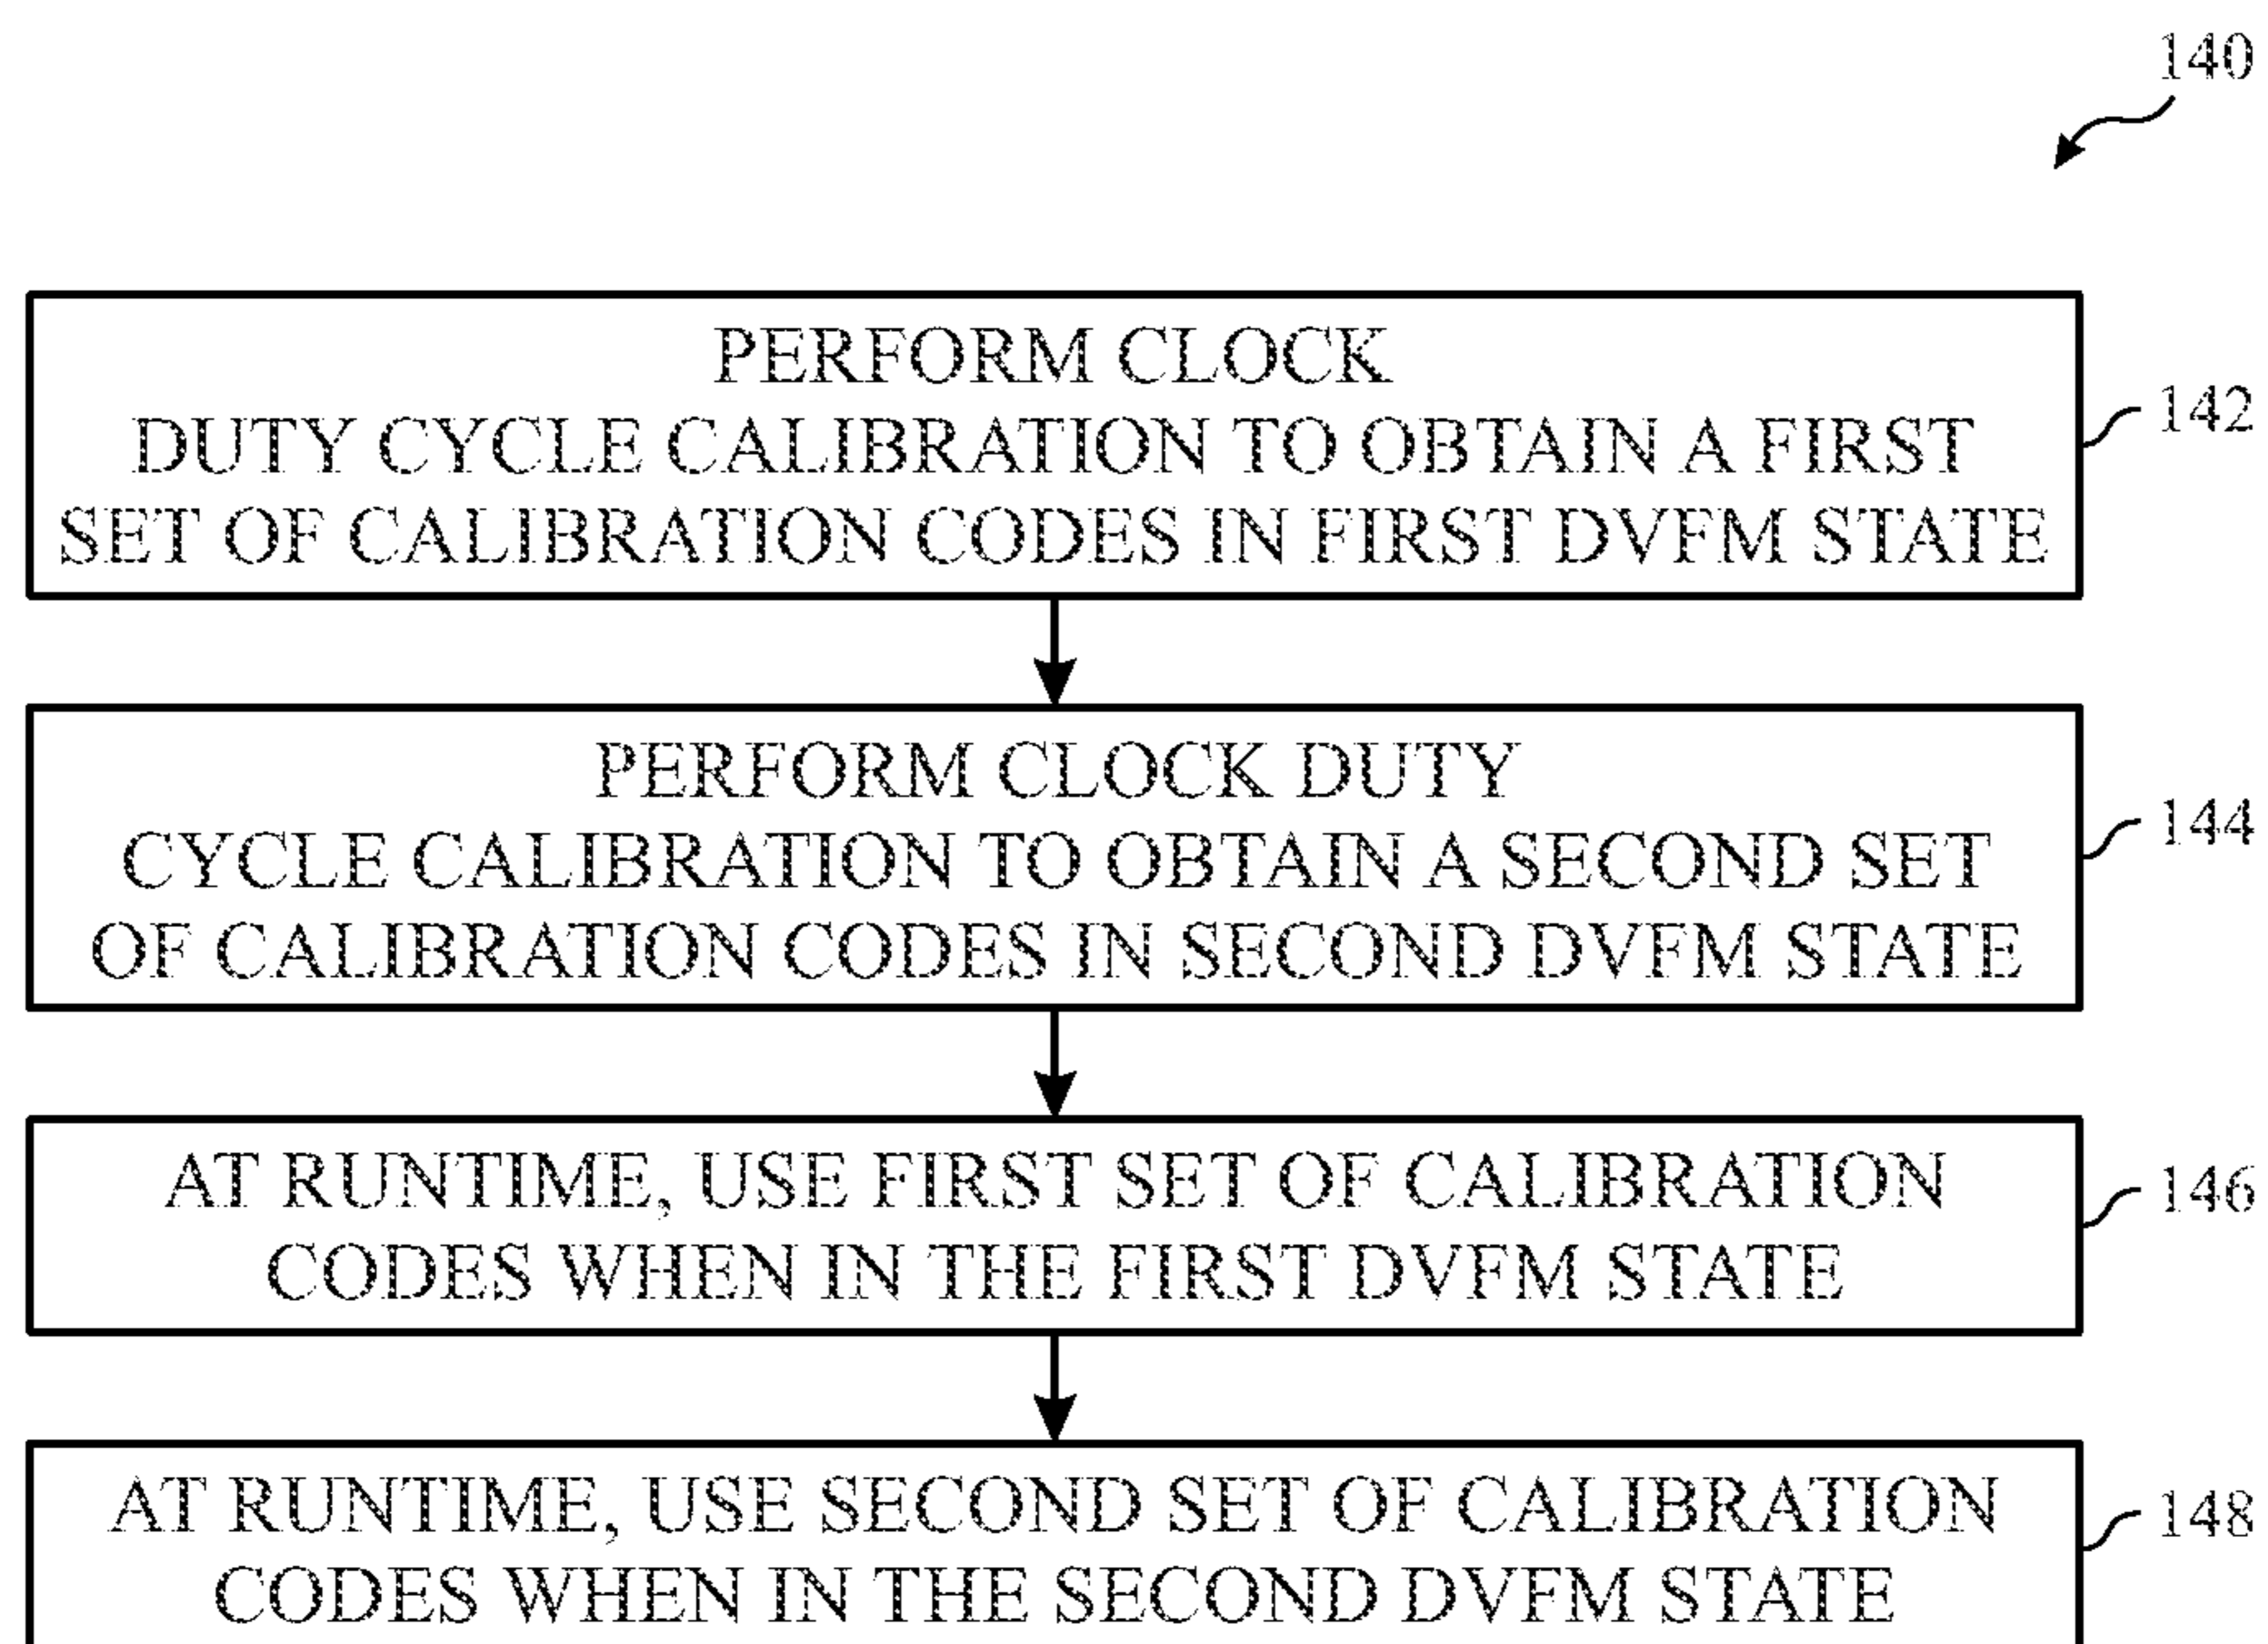 140
PERFORM CLOCK
DUTY CYCLE CALIBRATION TO OBTAIN A FIRST
SET OF CALIBRATION CODES IN FIRST DVFM STATE
142
PERFORM CLOCK DUTY
CYCLE CALIBRATION TO OBTAIN A SECOND SET
OF CALIBRATION CODES IN SECOND DVFM STATE
144
AT RUNTIME, USE FIRST SET OF CALIBRATION
CODES WHEN IN THE FIRST DVFM STATE
146
AT RUNTIME, USE SECOND SET OF CALIBRATION
CODES WHEN IN THE SECOND DVFM STATE
148